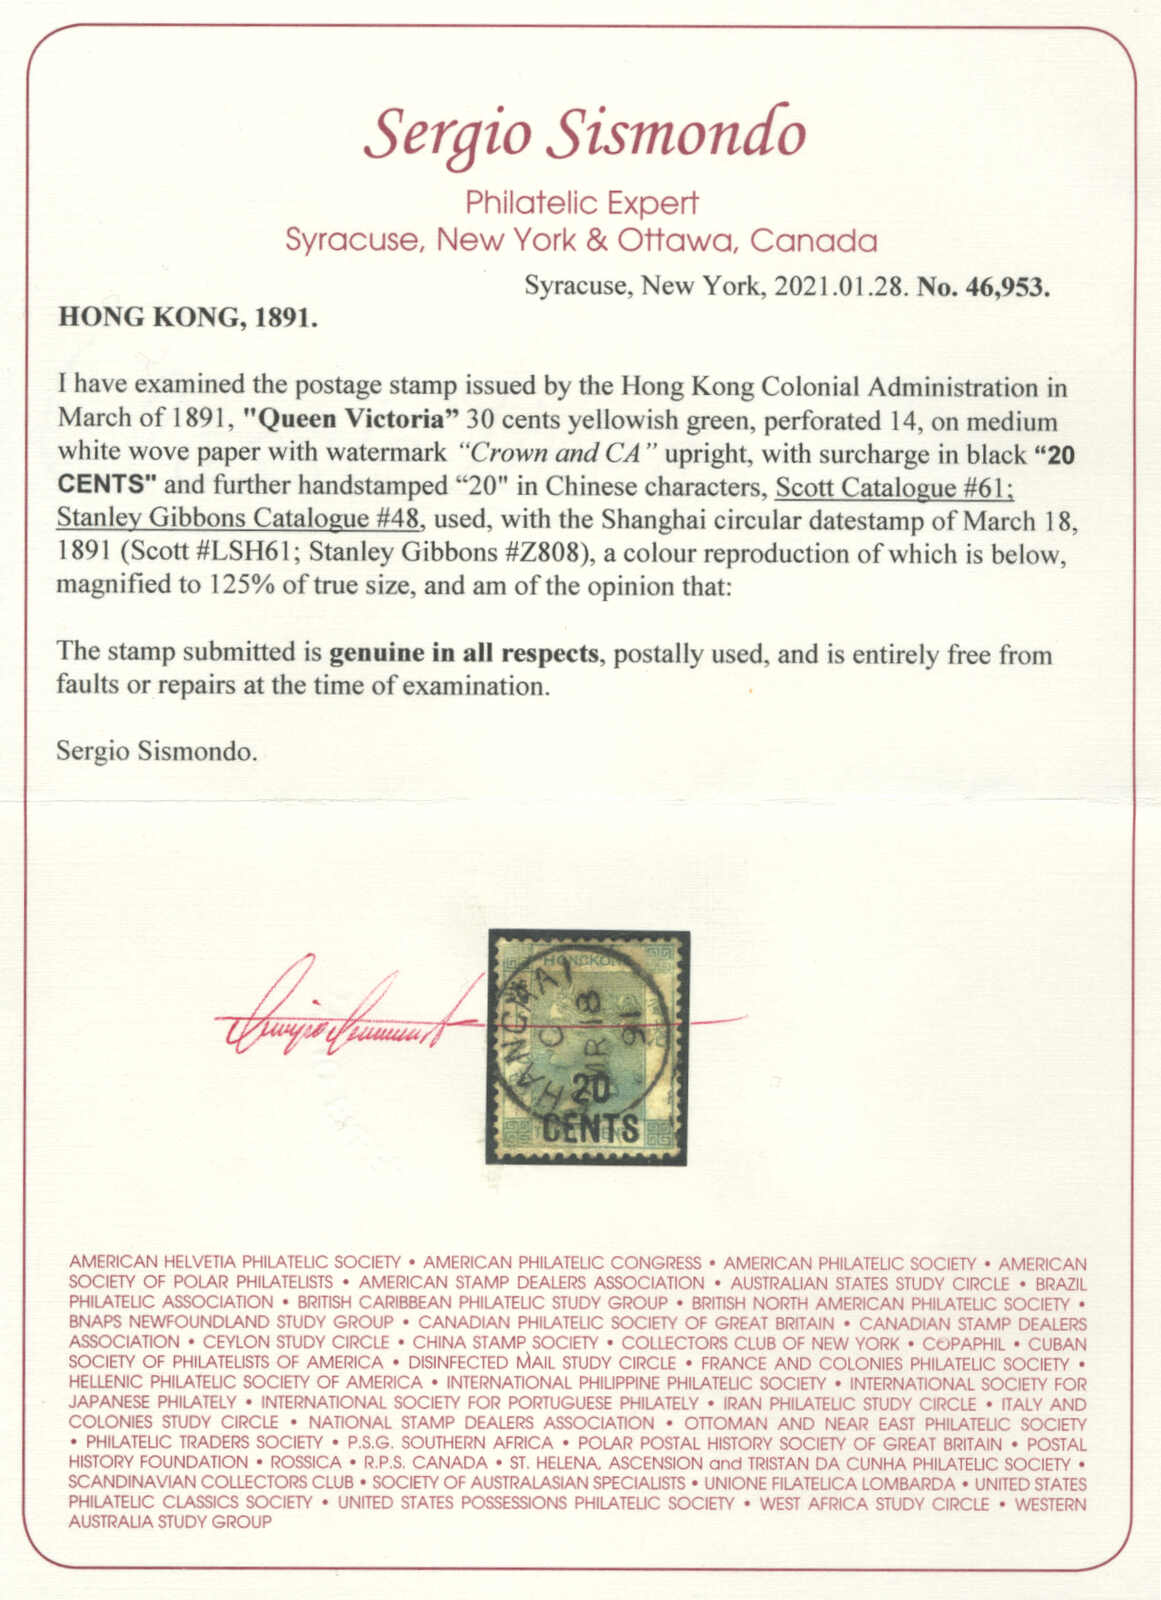 Sergio Sismondo
Philatelic Expert
Syracuse, New York & Ottawa, Canada
Syracuse, New York, 2021.01.28. No. 46,953.
HONG KONG, 1891.
I have examined the postage stamp issued by the Hong Kong Colonial Administration in
March of 1891, "Queen Victoria” 30 cents yellowish green, perforated 14, on medium
white wove paper with watermark “Crown and CA” upright, with surcharge in black “20
CENTS" and further handstamped “20" in Chinese characters, Scott Catalogue #61;
Stanley Gibbons Catalogue #48, used, with the Shanghai circular datestamp of March 18,
1891 (Scott #LSH61; Stanley Gibbons #Z808), a colour reproduction of which is below,
magnified to 125% of true size, and am of the opinion that:
The stamp submitted is genuine in all respects, postally used, and is entirely free from
faults or repairs at the time of examination.
Sergio Sismondo.
Sergio Sismondo
HONGKONG
SHANGHAI
C
MR 18
91
20
CENTS
AMERICAN HELVETIA PHILATELIC SOCIETY • AMERICAN PHILATELIC CONGRESS • AMERICAN PHILATELIC SOCIETY • AMERICAN
SOCIETY OF POLAR PHILATELISTS • AMERICAN STAMP DEALERS ASSOCIATION • AUSTRALIAN STATES STUDY CIRCLE • BRAZIL
PHILATELIC ASSOCIATION • BRITISH CARIBBEAN PHILATELIC STUDY GROUP • BRITISH NORTH AMERICAN PHILATELIC SOCIETY •
BNAPS NEWFOUNDLAND STUDY GROUP • CANADIAN PHILATELIC SOCIETY OF GREAT BRITAIN • CANADIAN STAMP DEALERS
ASSOCIATION • CEYLON STUDY CIRCLE • CHINA STAMP SOCIETY • COLLECTORS CLUB OF NEW YORK • COPAPHIL • CUBAN
SOCIETY OF PHILATELISTS OF AMERICA • DISINFECTED MAIL STUDY CIRCLE • FRANCE AND COLONIES PHILATELIC SOCIETY •
HELLENIC PHILATELIC SOCIETY OF AMERICA • INTERNATIONAL PHILIPPINE PHILATELIC SOCIETY • INTERNATIONAL SOCIETY FOR
JAPANESE PHILATELY • INTERNATIONAL SOCIETY FOR PORTUGUESE PHILATELY • IRAN PHILATELIC STUDY CIRCLE • ITALY AND
COLONIES STUDY CIRCLE • NATIONAL STAMP DEALERS ASSOCIATION • OTTOMAN AND NEAR EAST PHILATELIC SOCIETY
• PHILATELIC TRADERS SOCIETY • P.S.G. SOUTHERN AFRICA • POLAR POSTAL HISTORY SOCIETY OF GREAT BRITAIN • POSTAL
HISTORY FOUNDATION • ROSSICA • R.P.S. CANADA • ST. HELENA, ASCENSION and TRISTAN DA CUNHA PHILATELIC SOCIETY •
SCANDINAVIAN COLLECTORS CLUB • SOCIETY OF AUSTRALASIAN SPECIALISTS • UNIONE FILATELICA LOMBARDA • UNITED STATES
PHILATELIC CLASSICS SOCIETY • UNITED STATES POSSESSIONS PHILATELIC SOCIETY • WEST AFRICA STUDY CIRCLE • WESTERN
AUSTRALIA STUDY GROUP